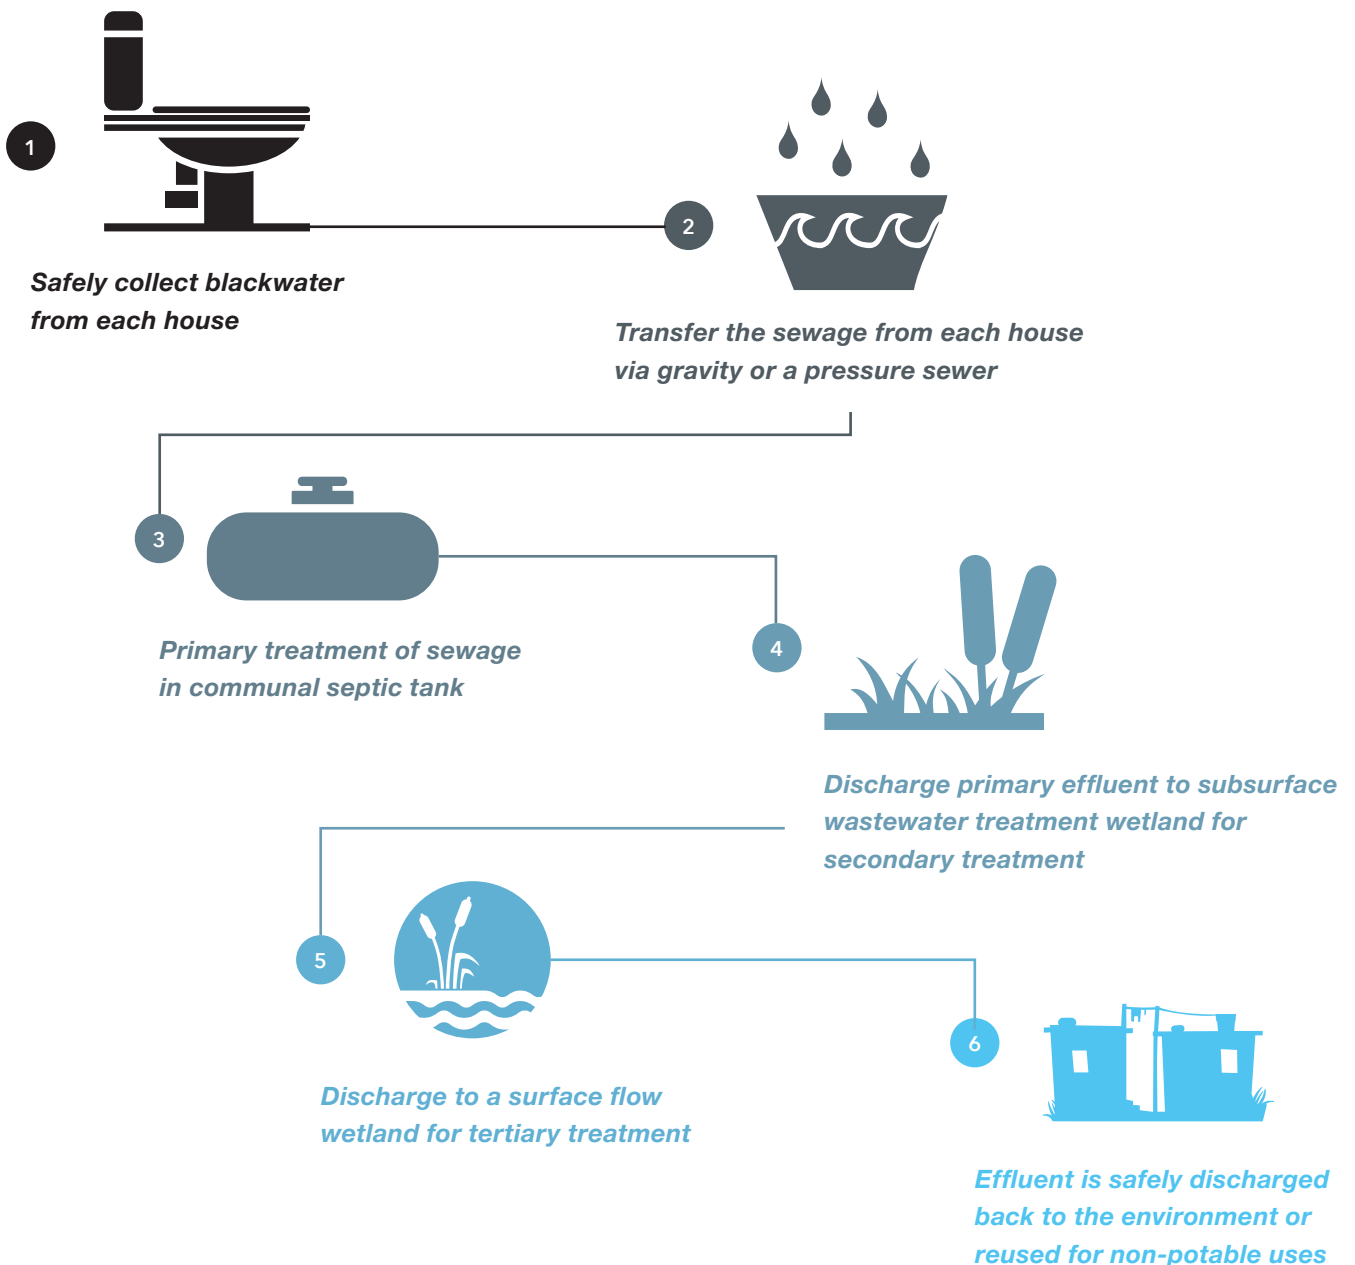 1
Safely collect blackwater
from each house
2
Transfer the sewage from each house
via gravity or a pressure sewer
3
Primary treatment of sewage
in communal septic tank
4
Discharge primary effluent to subsurface
wastewater treatment wetland for
secondary treatment
5
Discharge to a surface flow
wetland for tertiary treatment
6
Effluent is safely discharged
back to the environment or
reused for non-potable uses